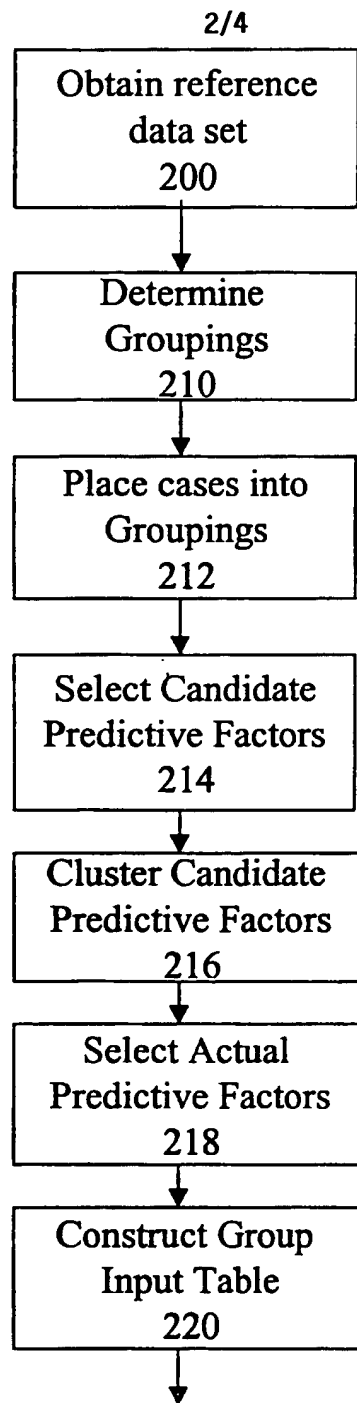 2/4
Obtain reference
data set
200
Determine
Groupings
210
Place cases into
Groupings
212
Select Candidate
Predictive Factors
214
Cluster Candidate
Predictive Factors
216
Select Actual
Predictive Factors
218
Construct Group
Input Table
220